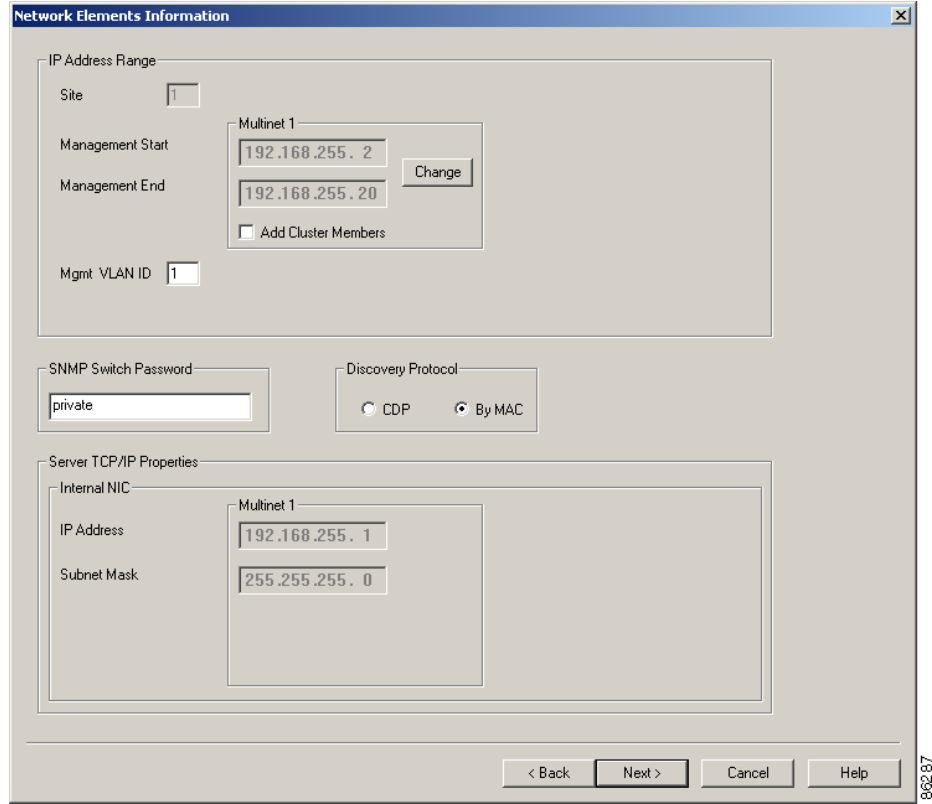 Network Elements Information
IP Address Range
Site 1
Multinet 1
Management Start 192.168.255. 2
Change
Management End 192.168.255. 20
Add Cluster Members
Mgmt VLAN ID 1
SNMP Switch Password
Discovery Protocol
private
CDP By MAC
Server TCP/IP Properties
Internal NIC
Multinet 1
IP Address 192.168.255. 1
Subnet Mask 255.255.255. 0
< Back Next > Cancel Help
86287